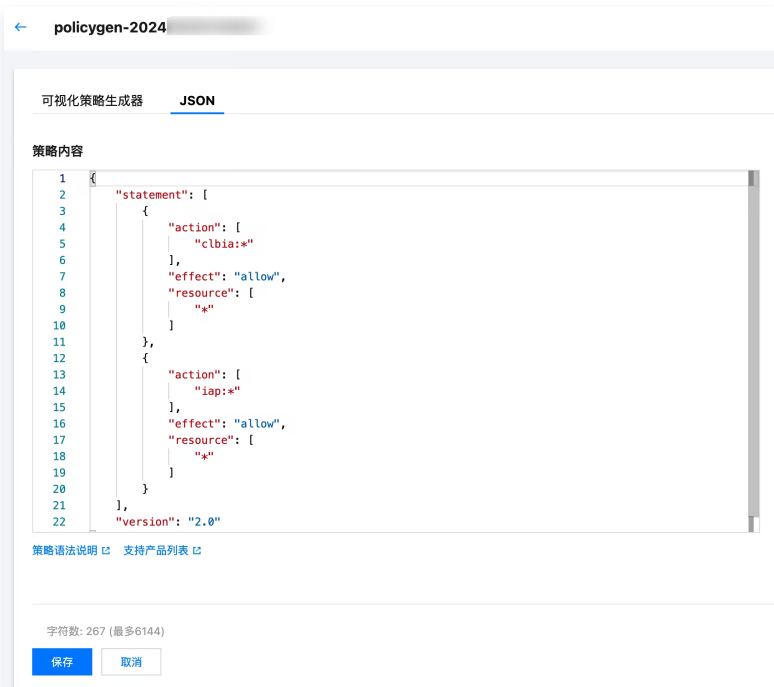 policygen-2024
可视化策略生成器 JSON
策略内容
1 {
2 "statement": [
3 {
4 "action": [
5 "clbia:*"
6 ],
7 "effect": "allow",
8 "resource": [
9 "*"
10 ]
11 },
12 {
13 "action": [
14 "iap:*"
15 ],
16 "effect": "allow",
17 "resource": [
18 "*"
19 ]
20 }
21 ],
22 "version": "2.0"
策略语法说明 支持产品列表
字符数: 267 (最多6144)
保存 取消